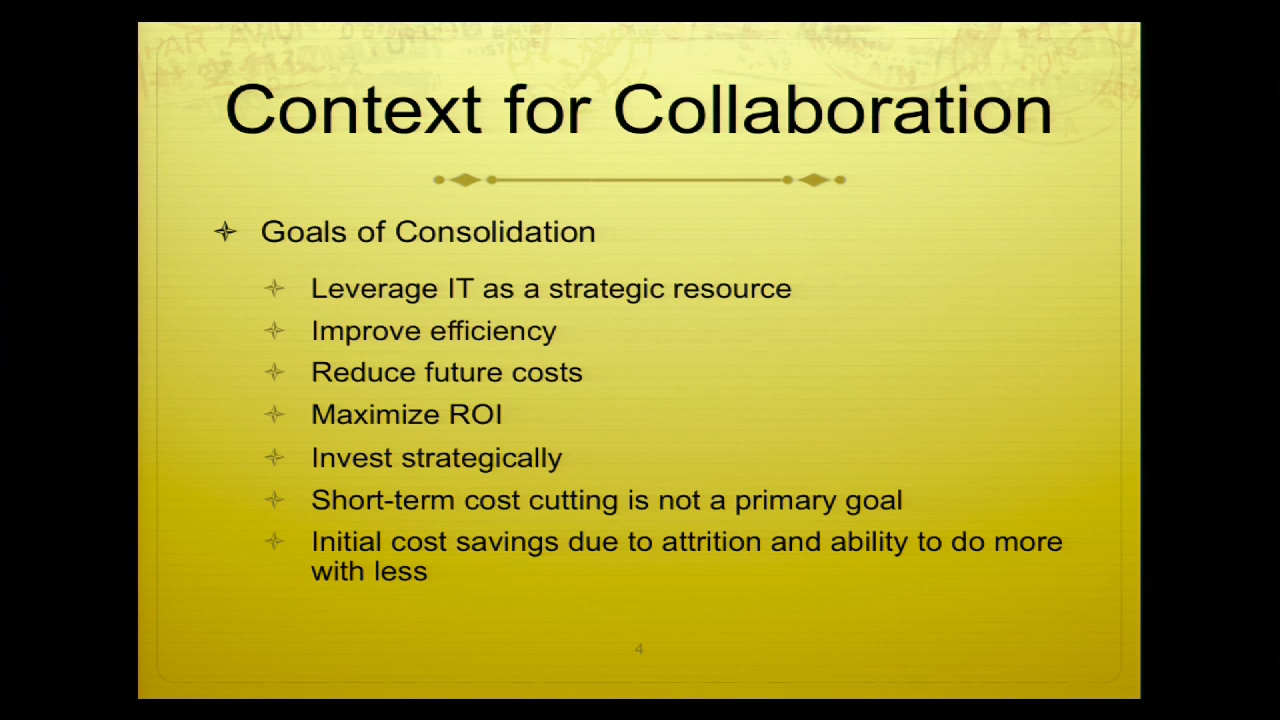 Context for Collaboration
Goals of Consolidation
Leverage IT as a strategic resource
Improve efficiency
Reduce future costs
Maximize ROI
Invest strategically
Short-term cost cutting is not a primary goal
Initial cost savings due to attrition and ability to do more
with less
4